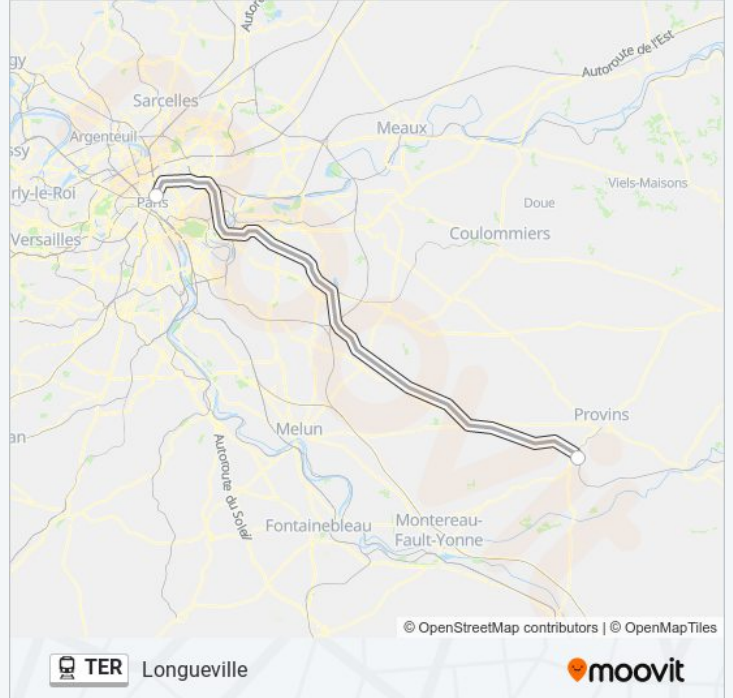 Autoro
gy
Sarcelles
Autoroute de l'Est
Argenteuil
Meaux
ssy
rly-le-Roi
Paris
Viels-Maisons
Doue
Versailles
Coulommiers
Provins
Melun
an
Autoroute du Soleil
Fontainebleau
Montereau-
Fault-Yonne
© OpenStreetMap contributors | © OpenMapTiles
TER Longueville
moovit